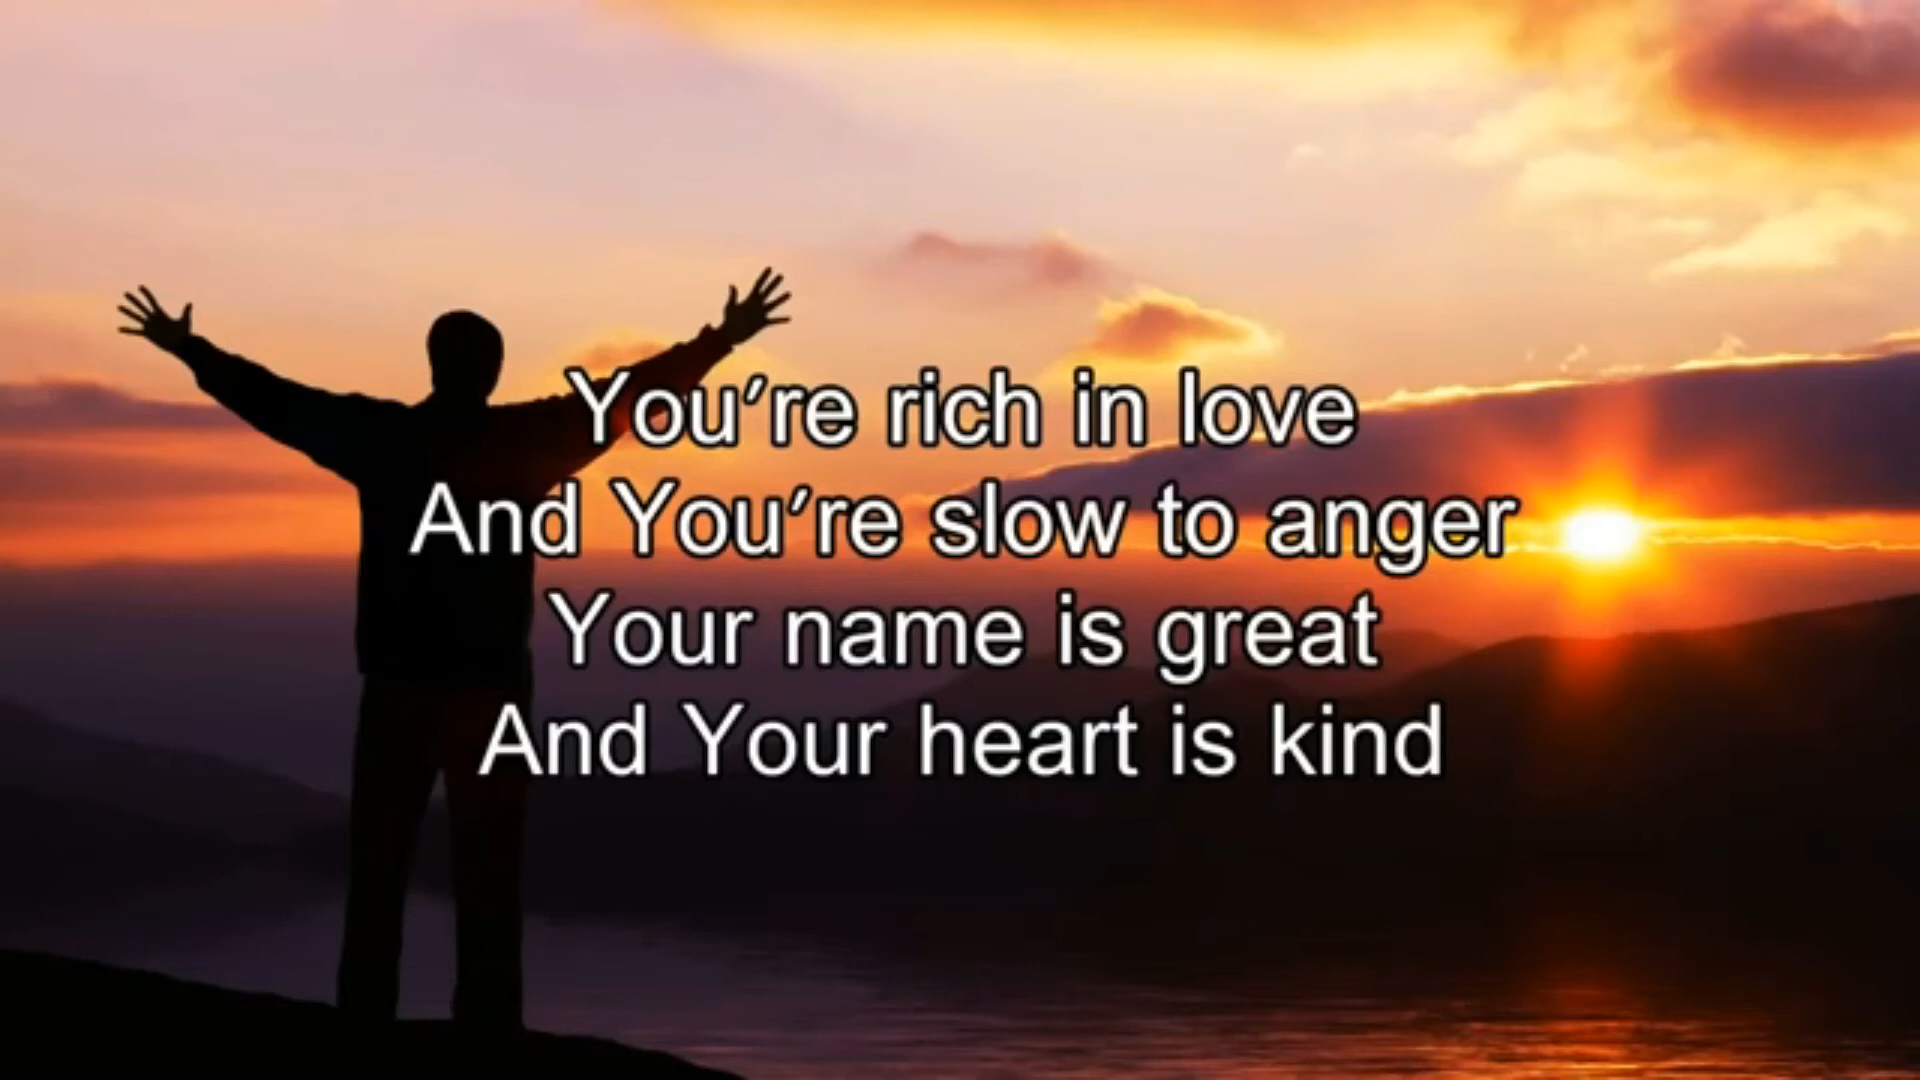 You're rich in love
And You're slow to anger
Your name is great
And Your heart is kind